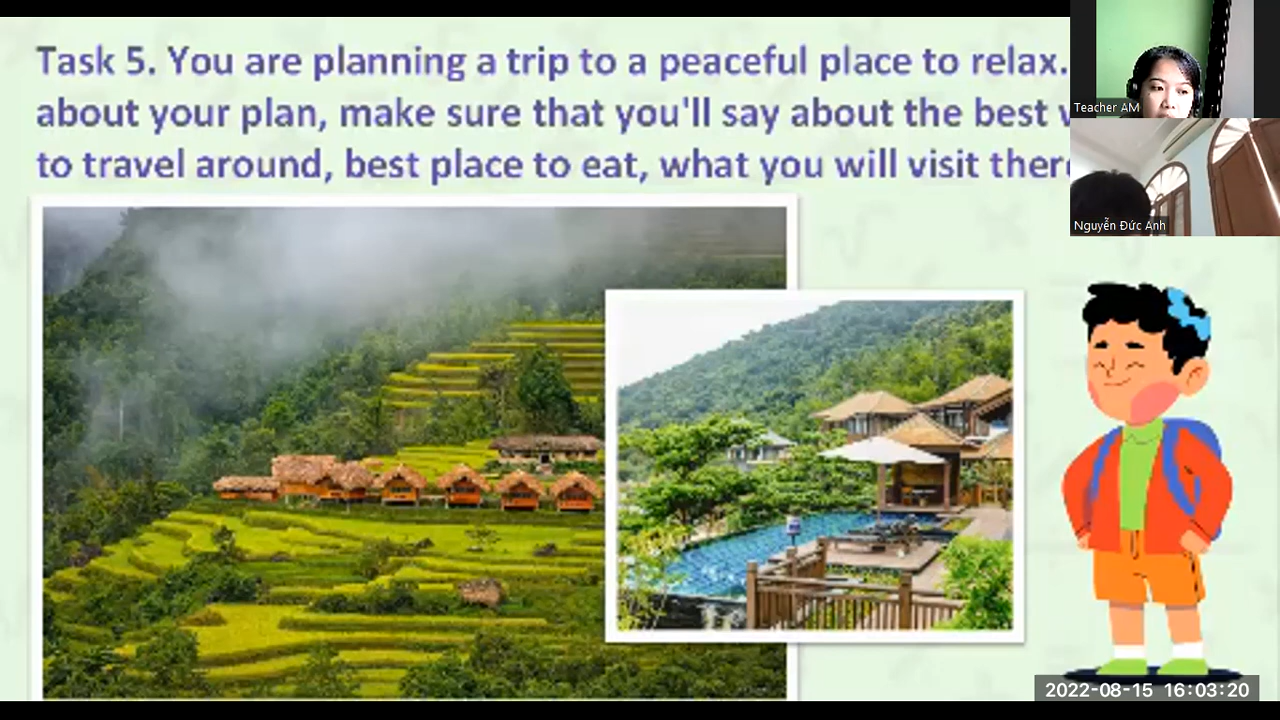 Task 5. You are planning a trip to a peaceful place to relax.
about your plan, make sure that you'll say about the best
to travel around, best place to eat, what you will visit
Teacher AM
Nguyễn Đức Anh
2022-08-15 16:03:20